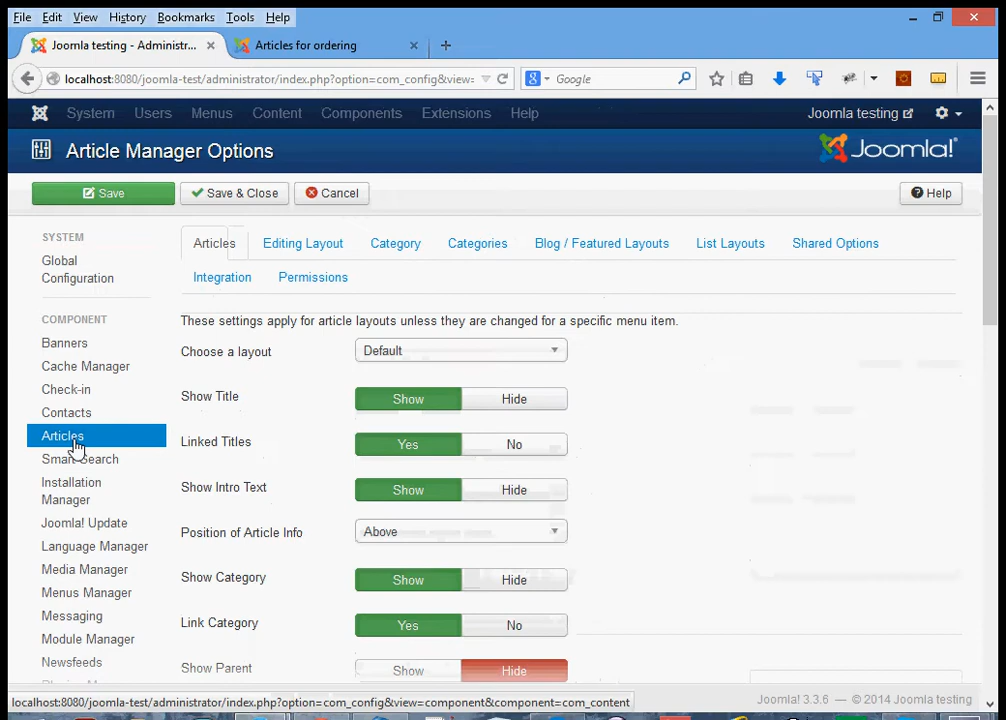 File Edit View History Bookmarks Tools Help
Joomla testing - Administr... Articles for ordering
localhost:8080/joomla-test/administrator/index.php?option=com_config&view= Google
System Users Menus Content Components Extensions Help Joomla testing
Article Manager Options Joomla!
Save Save & Close Cancel Help
SYSTEM
Global
Configuration
COMPONENT
Banners
Cache Manager
Check-in
Contacts
Articles
Smart Search
Installation
Manager
Joomla! Update
Language Manager
Media Manager
Menus Manager
Messaging
Module Manager
Newsfeeds
Articles Editing Layout Category Categories Blog / Featured Layouts List Layouts Shared Options
Integration Permissions
These settings apply for article layouts unless they are changed for a specific menu item.
Choose a layout Default
Show Title Show Hide
Linked Titles Yes No
Show Intro Text Show Hide
Position of Article Info Above
Show Category Show Hide
Link Category Yes No
Show Parent Show Hide
localhost:8080/joomla-test/administrator/index.php?option=com_config&view=component&component=com_content
Joomla! 3.3.6 — © 2014 Joomla testing